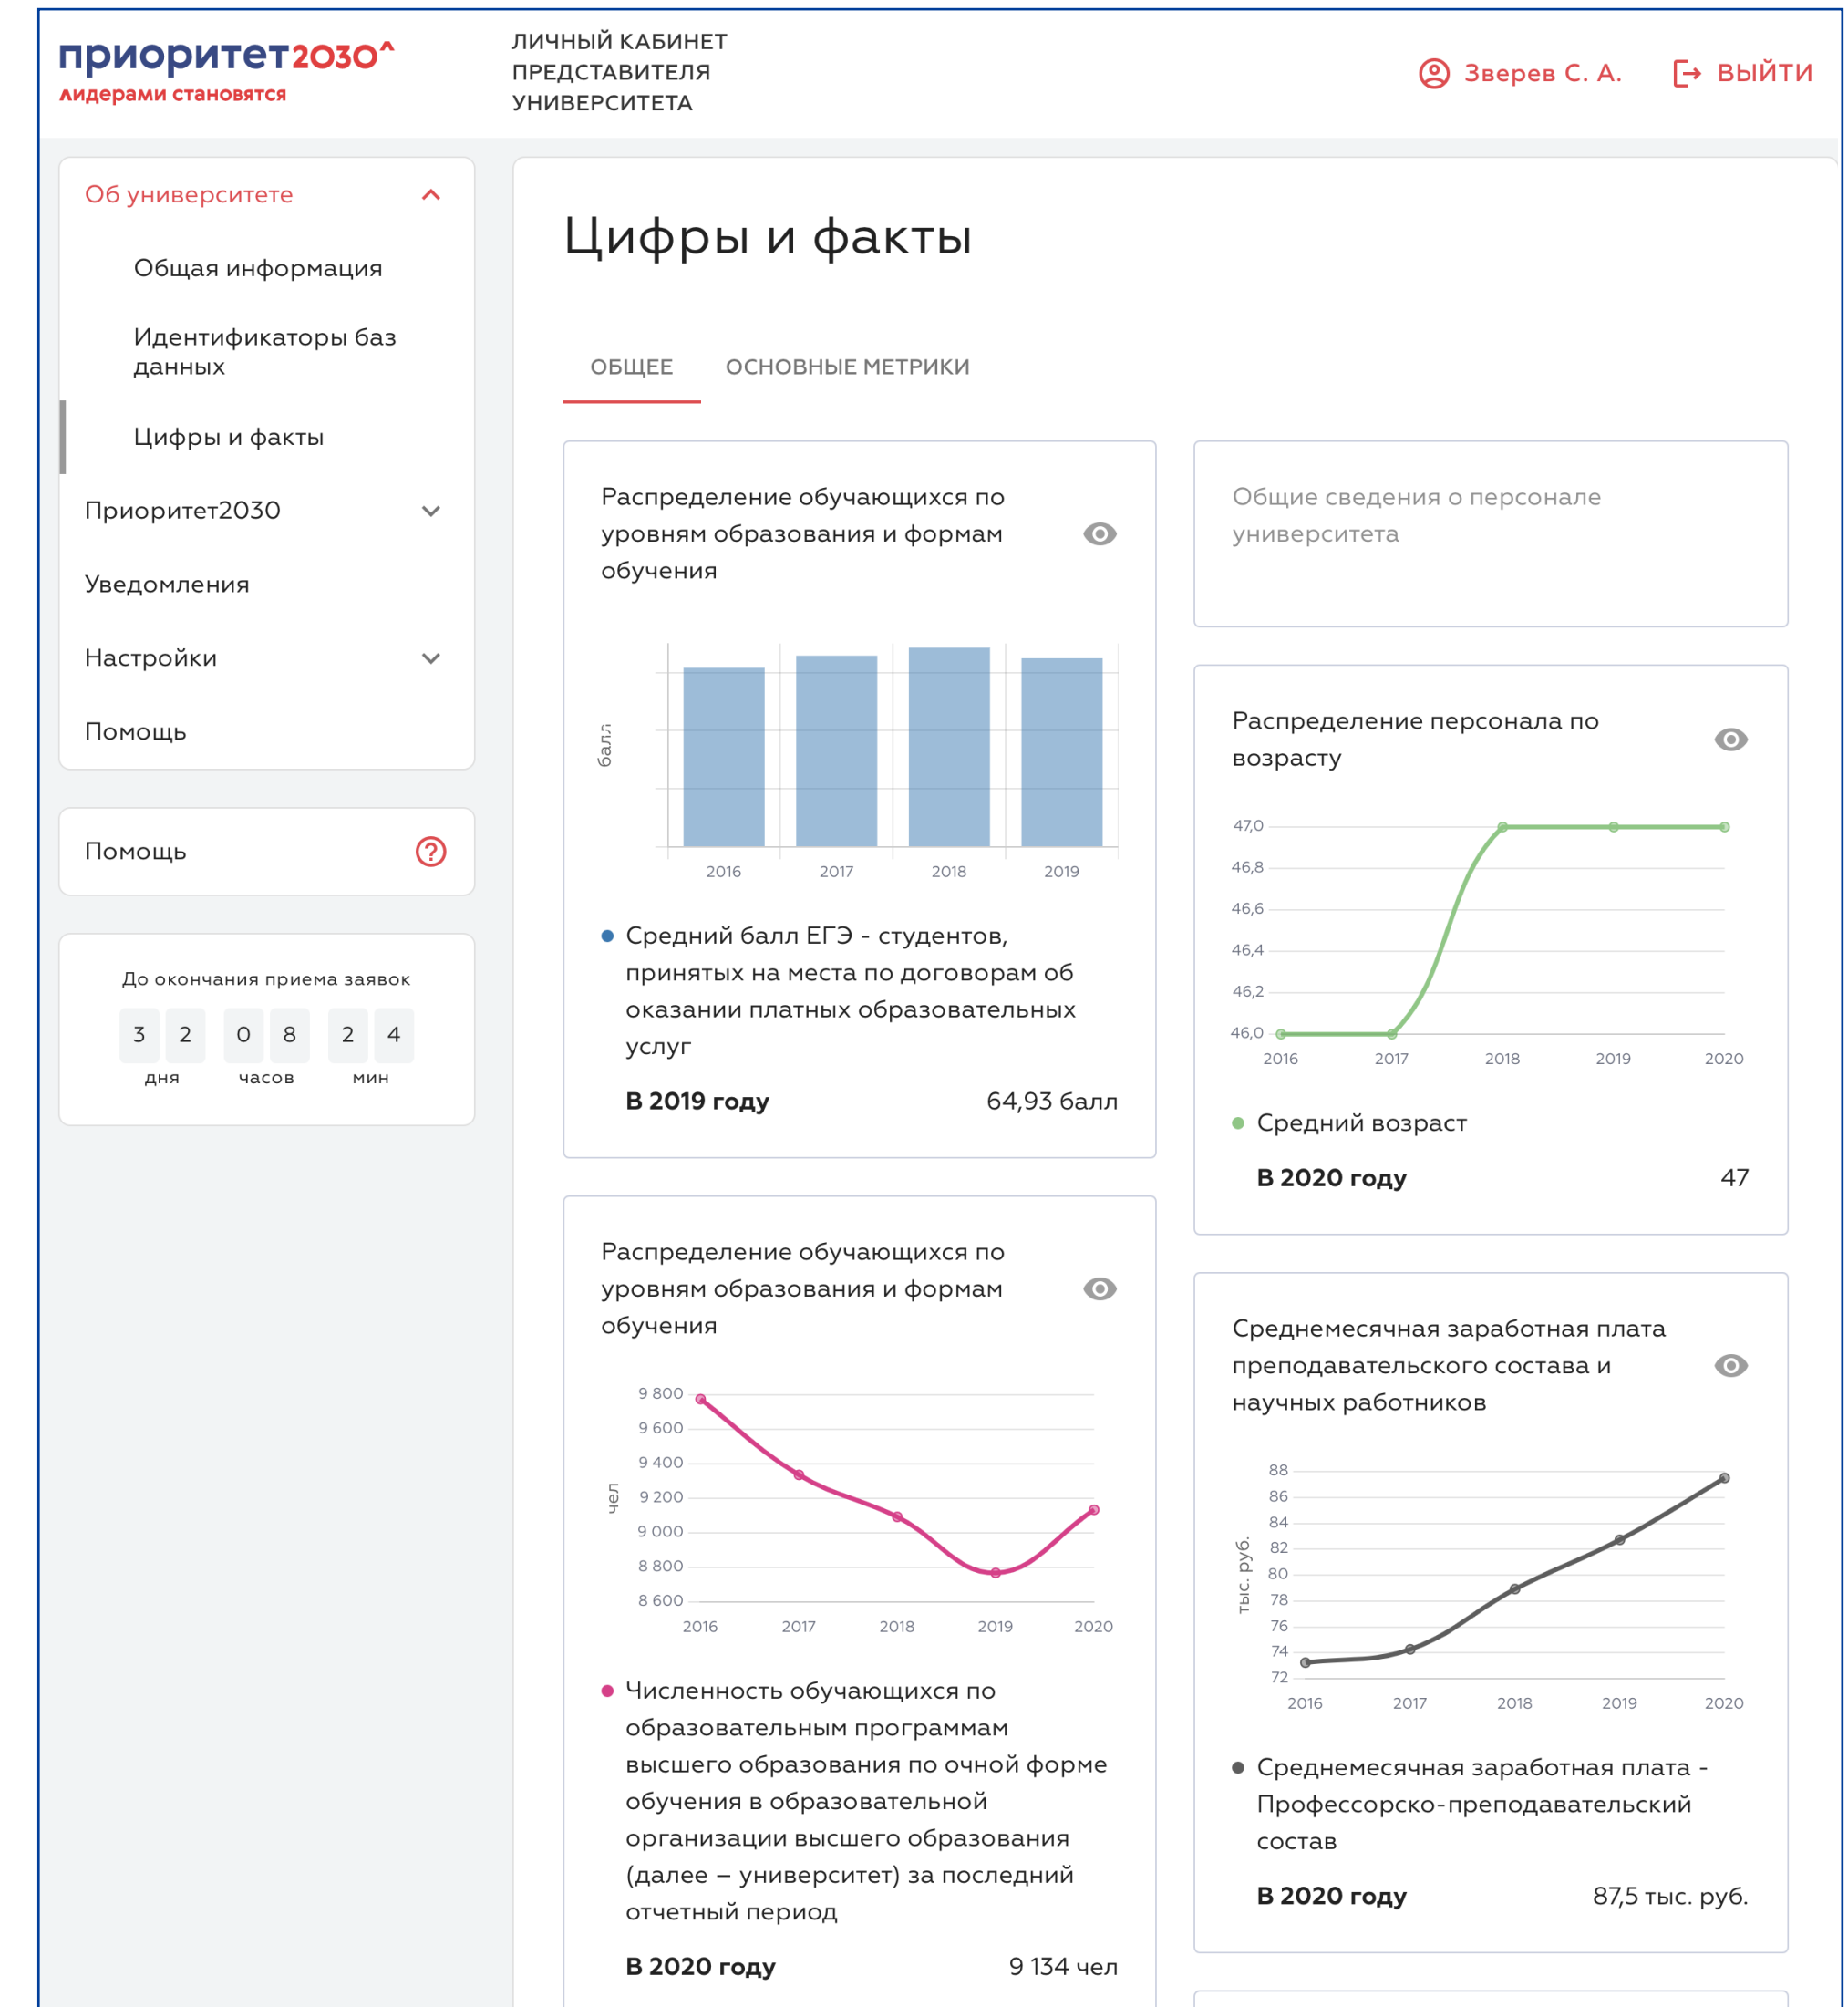 приоритет2030^
лидерами становятся
ЛИЧНЫЙ КАБИНЕТ
ПРЕДСТАВИТЕЛЯ
УНИВЕРСИТЕТА
Зверев С. А.
ВЫЙТИ
Об университете
Общая информация
Идентификаторы баз
данных
Цифры и факты
Приоритет2030
Уведомления
Настройки
Помощь
Помощь
До окончания приема заявок
3 2 0 8 2 4
дня часов мин
Цифры и факты
ОБЩЕЕ ОСНОВНЫЕ МЕТРИКИ
Распределение обучающихся по
уровням образования и формам
обучения
балл
2016 2017 2018 2019
Средний балл ЕГЭ - студентов,
принятых на места по договорам об
оказании платных образовательных
услуг
В 2019 году 64,93 балл
Распределение обучающихся по
уровням образования и формам
обучения
9 800
9 600
9 400
9 200
9 000
8 800
8 600
чел
2016 2017 2018 2019 2020
Численность обучающихся по
образовательным программам
высшего образования по очной форме
обучения в образовательной
организации высшего образования
(далее – университет) за последний
отчетный период
В 2020 году 9 134 чел
Общие сведения о персонале
университета
Распределение персонала по
возрасту
47,0
46,8
46,6
46,4
46,2
46,0
2016 2017 2018 2019 2020
Средний возраст
В 2020 году 47
Среднемесячная заработная плата
преподавательского состава и
научных работников
88
86
84
82
80
78
76
74
72
тыс. руб.
2016 2017 2018 2019 2020
Среднемесячная заработная плата -
Профессорско-преподавательский
состав
В 2020 году 87,5 тыс. руб.